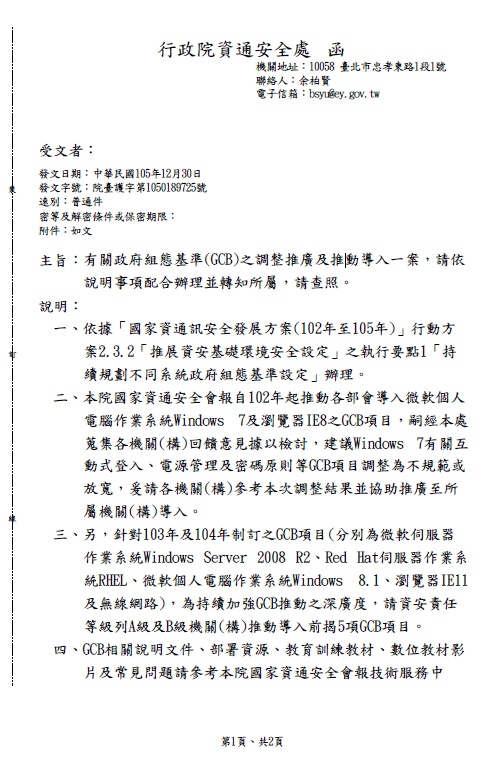 行政院資通安全處　函
機關地址：10058 臺北市忠孝東路1段1號
聯絡人：余柏賢
電子信箱：bsyu@ey.gov.tw
受文者：
發文日期：中華民國105年12月30日
發文字號：院臺護字第1050189725號
速別：普通件
密等及解密條件或保密期限：
附件：如文
主旨：有關政府組態基準(GCB)之調整推廣及推動導入一案，請依
說明事項配合辦理並轉知所屬，請查照。
說明：
一、依據「國家資通訊安全發展方案(102年至105年)」行動方
案2.3.2「推展資安基礎環境安全設定」之執行要點1「持
續規劃不同系統政府組態基準設定」辦理。
二、本院國家資通安全會報自102年起推動各部會導入微軟個人
電腦作業系統Windows 7及瀏覽器IE8之GCB項目，嗣經本處
蒐集各機關(構)回饋意見據以檢討，建議Windows 7有關互
動式登入、電源管理及密碼原則等GCB項目調整為不規範或
放寬，爰請各機關(構)參考本次調整結果並協助推廣至所
屬機關(構)導入。
三、另，針對103年及104年制訂之GCB項目(分別為微軟伺服器
作業系統Windows Server 2008 R2、Red Hat伺服器作業系
統RHEL、微軟個人電腦作業系統Windows 8.1、瀏覽器IE11
及無線網路)，為持續加強GCB推動之深廣度，請資安責任
等級列A級及B級機關(構)推動導入前揭5項GCB項目。
四、GCB相關說明文件、部署資源、教育訓練教材、數位教材影
片及常見問題請參考本院國家資通安全會報技術服務中
裝
訂
線
第1頁、共2頁